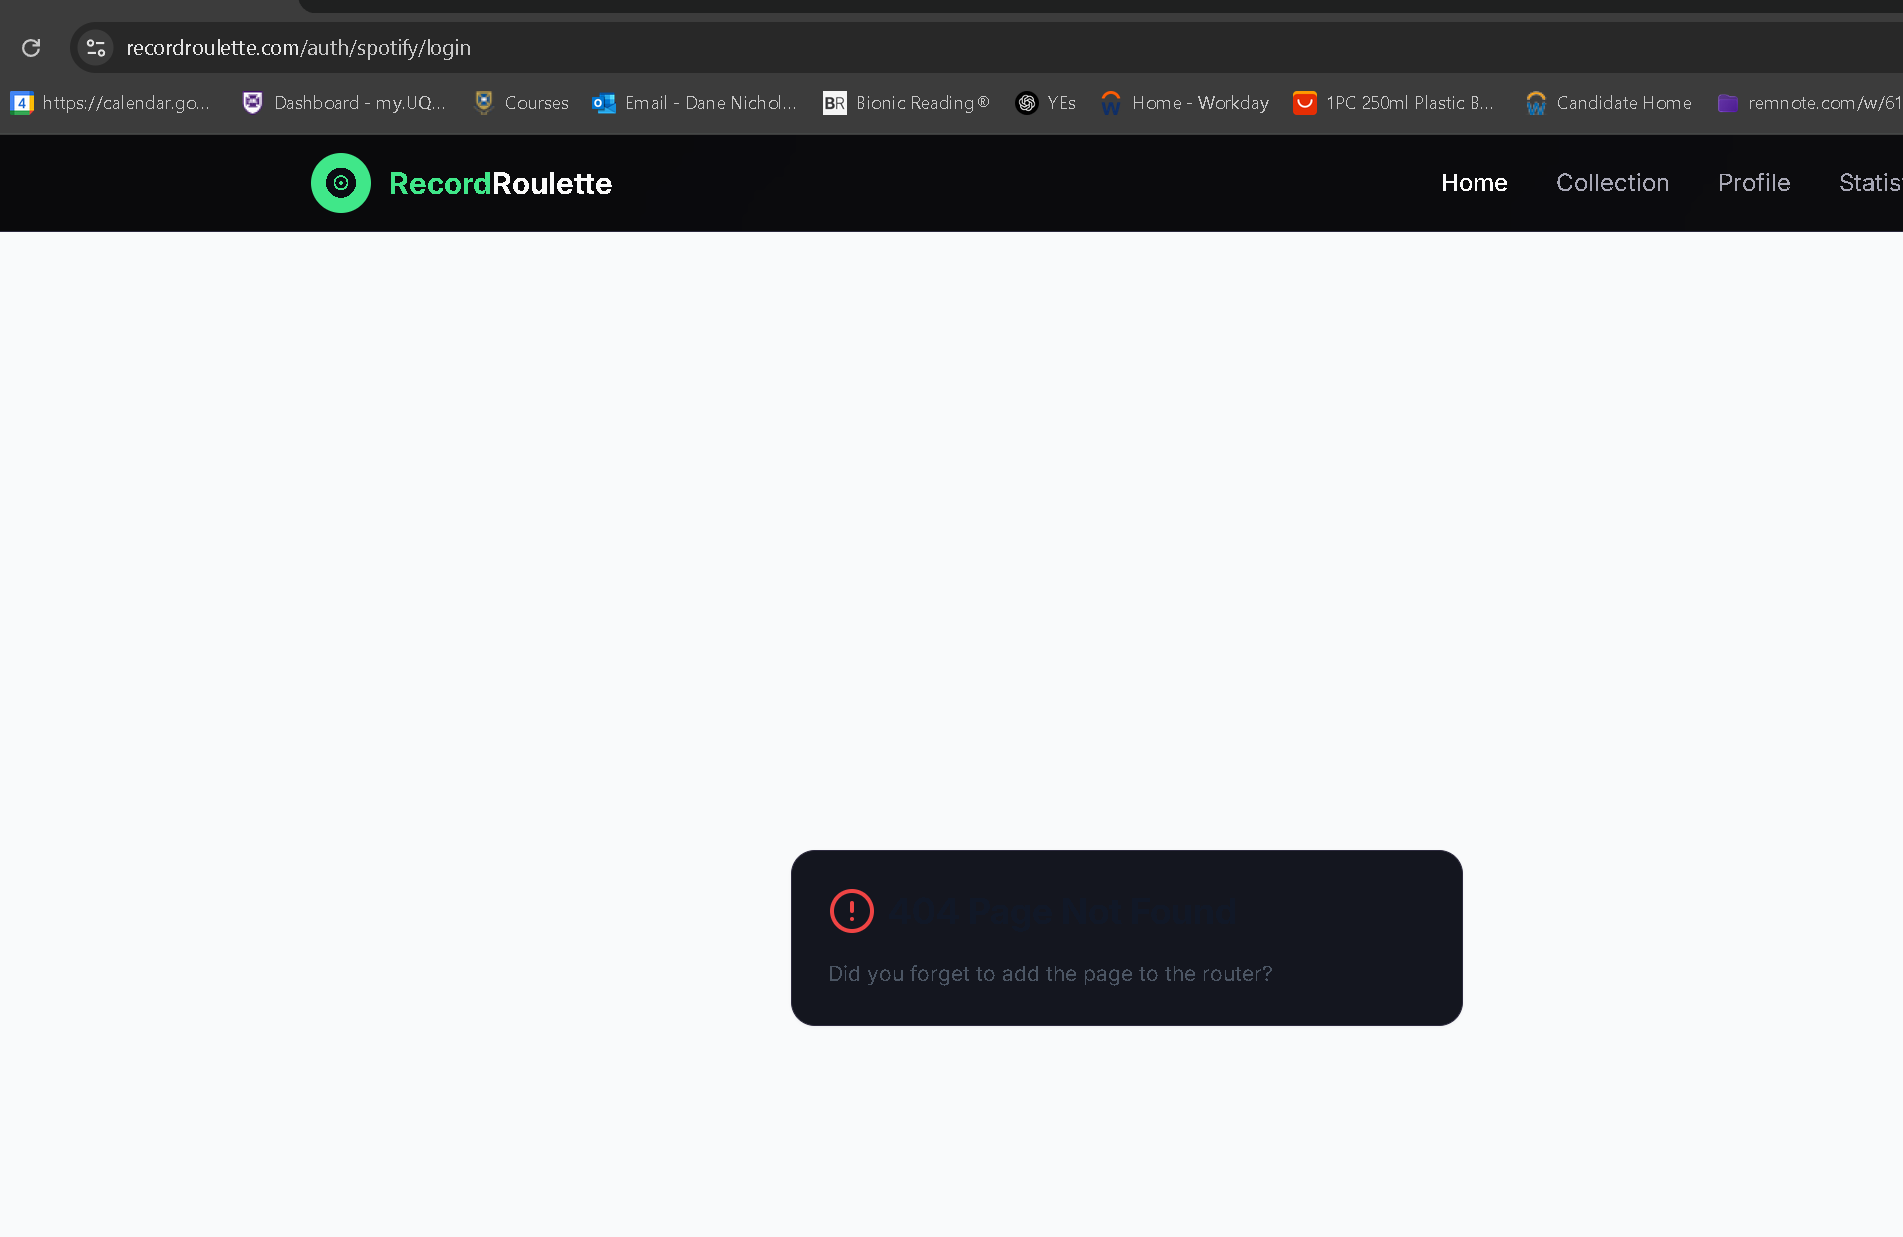 recordroulette.com/auth/spotify/login
https://calendar.go...
Dashboard - my.UQ...
Courses
Email - Dane Nichol...
BR Bionic Reading®
YEs
Home - Workday
1PC 250ml Plastic B...
Candidate Home
remnote.com/w/61
RecordRoulette
Home
Collection
Profile
Statis
404 Page Not Found
Did you forget to add the page to the router?